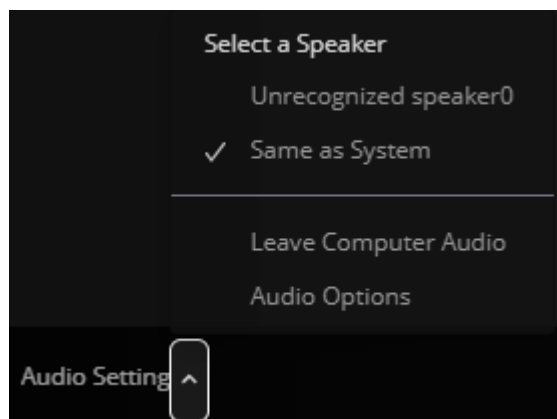 Select a Speaker
Unrecognized speaker0
Same as System
Leave Computer Audio
Audio Options
Audio Setting